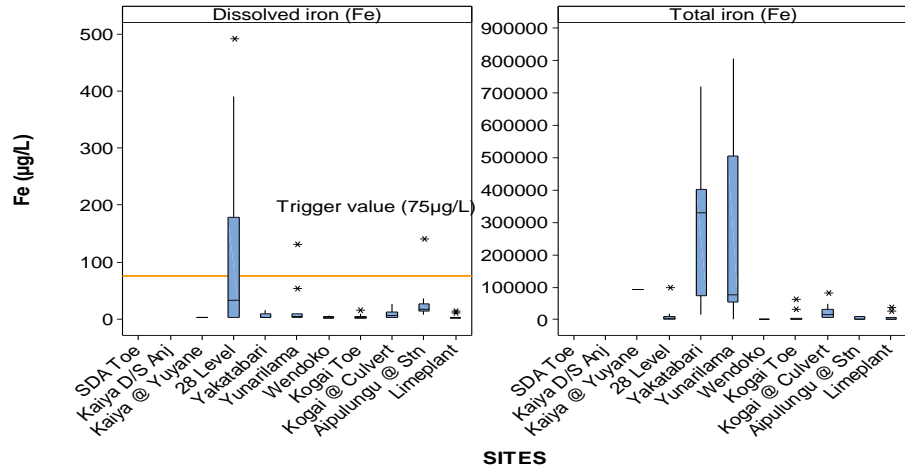 Dissolved iron (Fe)
Total iron (Fe)
Fe (µg/L)
500
400
300
200
100
0
Trigger value (75µg/L)
900000
800000
700000
600000
500000
400000
300000
200000
100000
0
SDA Toe
Kaiya D/S Anj
Kaiya @ Yuyane
28 Level
Yakatabari
Yunarilama
Wendoko
Kogai Toe
Kogai @ Culvert
Aipulungu @ Stn
Limeplant
SDA Toe
Kaiya D/S Anj
Kaiya @ Yuyane
28 Level
Yakatabari
Yunarilama
Wendoko
Kogai Toe
Kogai @ Culvert
Aipulungu @ Stn
Limeplant
SITES